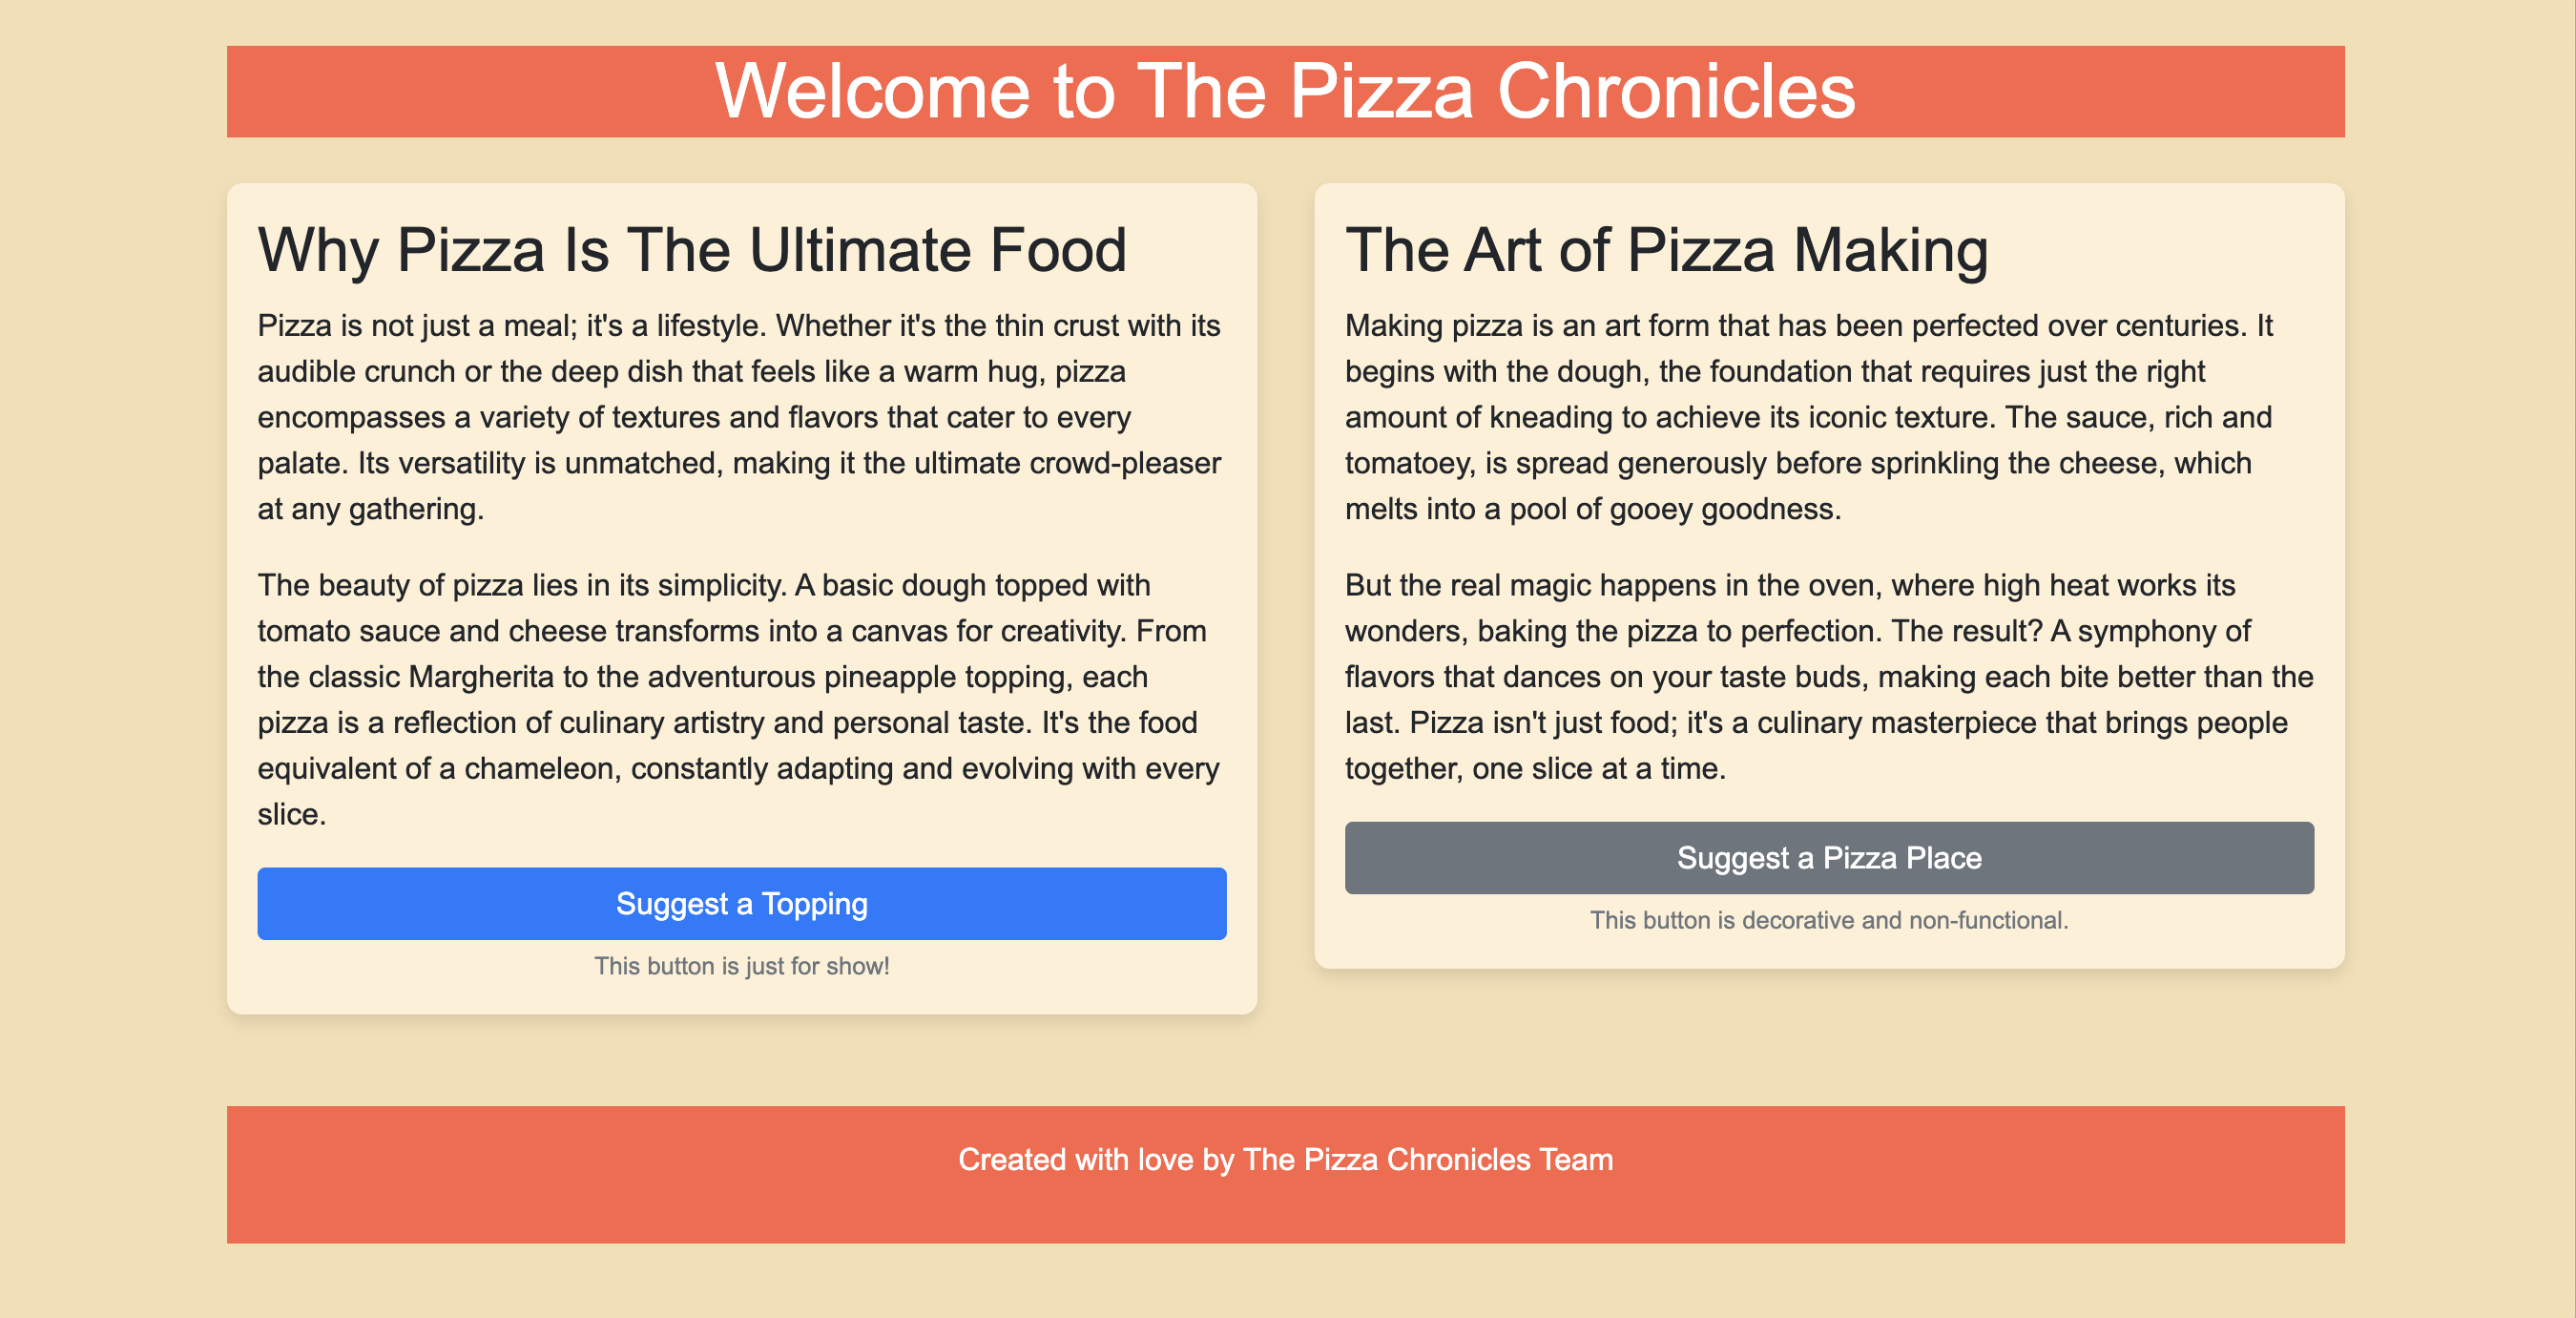 Welcome to The Pizza Chronicles
Why Pizza Is The Ultimate Food
Pizza is not just a meal; it's a lifestyle. Whether it's the thin crust with its
audible crunch or the deep dish that feels like a warm hug, pizza
encompasses a variety of textures and flavors that cater to every
palate. Its versatility is unmatched, making it the ultimate crowd-pleaser
at any gathering.
The beauty of pizza lies in its simplicity. A basic dough topped with
tomato sauce and cheese transforms into a canvas for creativity. From
the classic Margherita to the adventurous pineapple topping, each
pizza is a reflection of culinary artistry and personal taste. It's the food
equivalent of a chameleon, constantly adapting and evolving with every
slice.
Suggest a Topping
This button is just for show!
The Art of Pizza Making
Making pizza is an art form that has been perfected over centuries. It
begins with the dough, the foundation that requires just the right
amount of kneading to achieve its iconic texture. The sauce, rich and
tomatoey, is spread generously before sprinkling the cheese, which
melts into a pool of gooey goodness.
But the real magic happens in the oven, where high heat works its
wonders, baking the pizza to perfection. The result? A symphony of
flavors that dances on your taste buds, making each bite better than the
last. Pizza isn't just food; it's a culinary masterpiece that brings people
together, one slice at a time.
Suggest a Pizza Place
This button is decorative and non-functional.
Created with love by The Pizza Chronicles Team